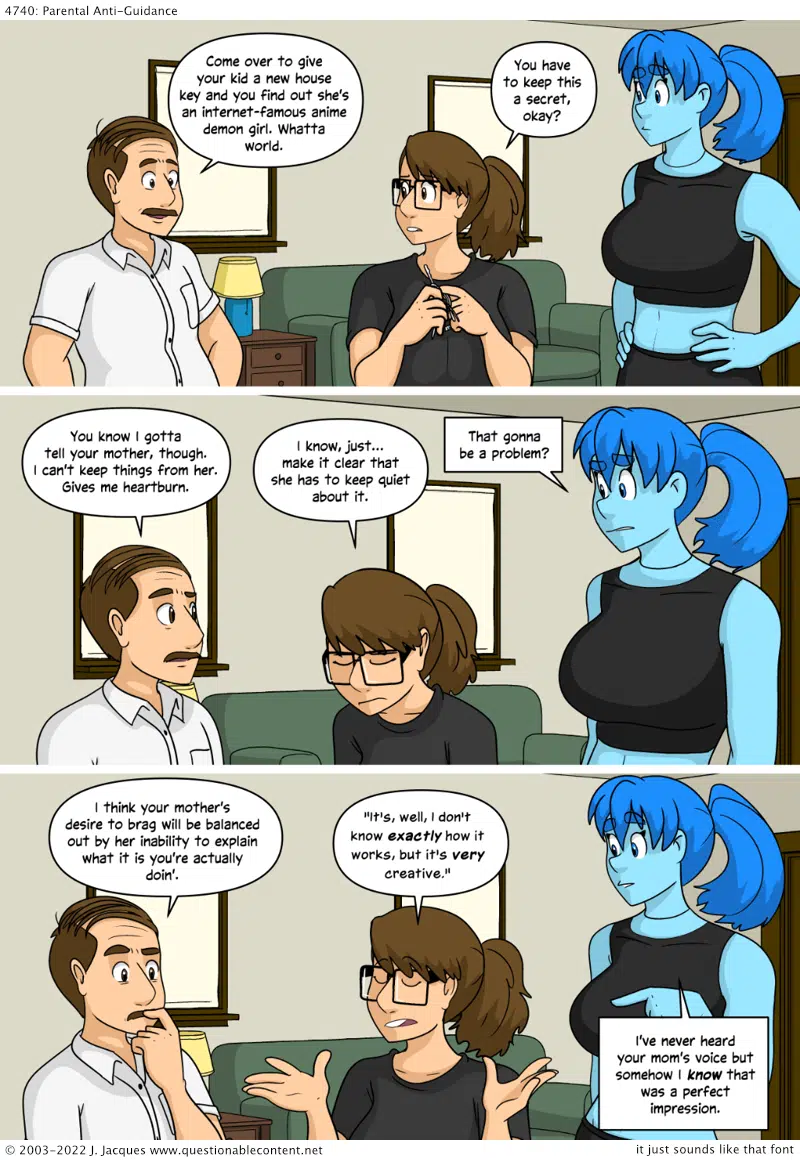 4740: Parental Anti-Guidance
Come over to give
your kid a new house
key and you find out she's
an internet-famous anime
demon girl. Whatta
world.
You have
to keep this
a secret,
okay?
You know I gotta
tell your mother, though.
I can't keep things from her.
Gives me heartburn.
I know, just...
make it clear that
she has to keep quiet
about it.
That gonna
be a problem?
I think your mother's
desire to brag will be balanced
out by her inability to explain
what it is you're actually
doin'.
"It's, well, I don't
know exactly how it
works, but it's very
creative."
I've never heard
your mom's voice but
somehow I know that
was a perfect
impression.
© 2003-2022 J. Jacques www.questionablecontent.net
it just sounds like that font